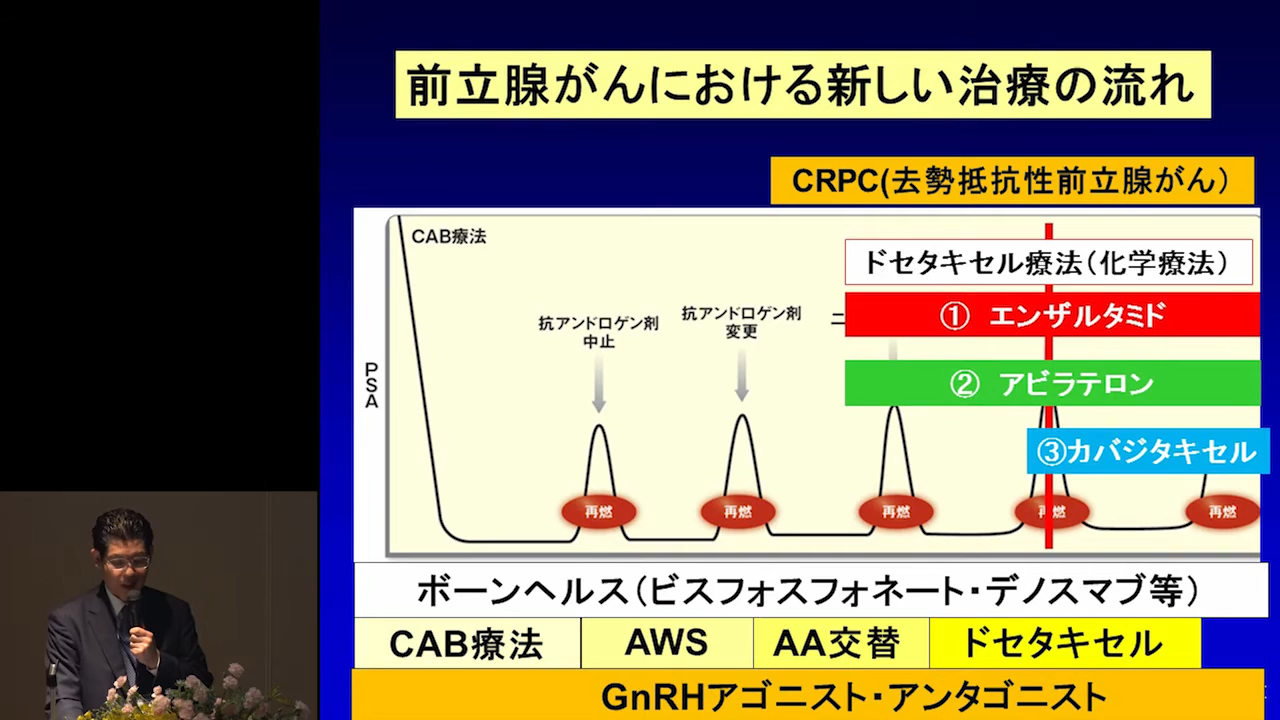 前立腺がんにおける新しい治療の流れ
CRPC(去勢抵抗性前立腺がん）
CAB療法
ドセタキセル療法（化学療法）
① エンザルタミド
抗アンドロゲン剤
中止
抗アンドロゲン剤
変更
② アビラテロン
PSA
③カバジタキセル
再燃
再燃
再燃
再燃
再燃
ボーンヘルス（ビスフォスフォネート・デノスマブ等）
CAB療法
AWS
AA交替
ドセタキセル
GnRHアゴニスト・アンタゴニスト